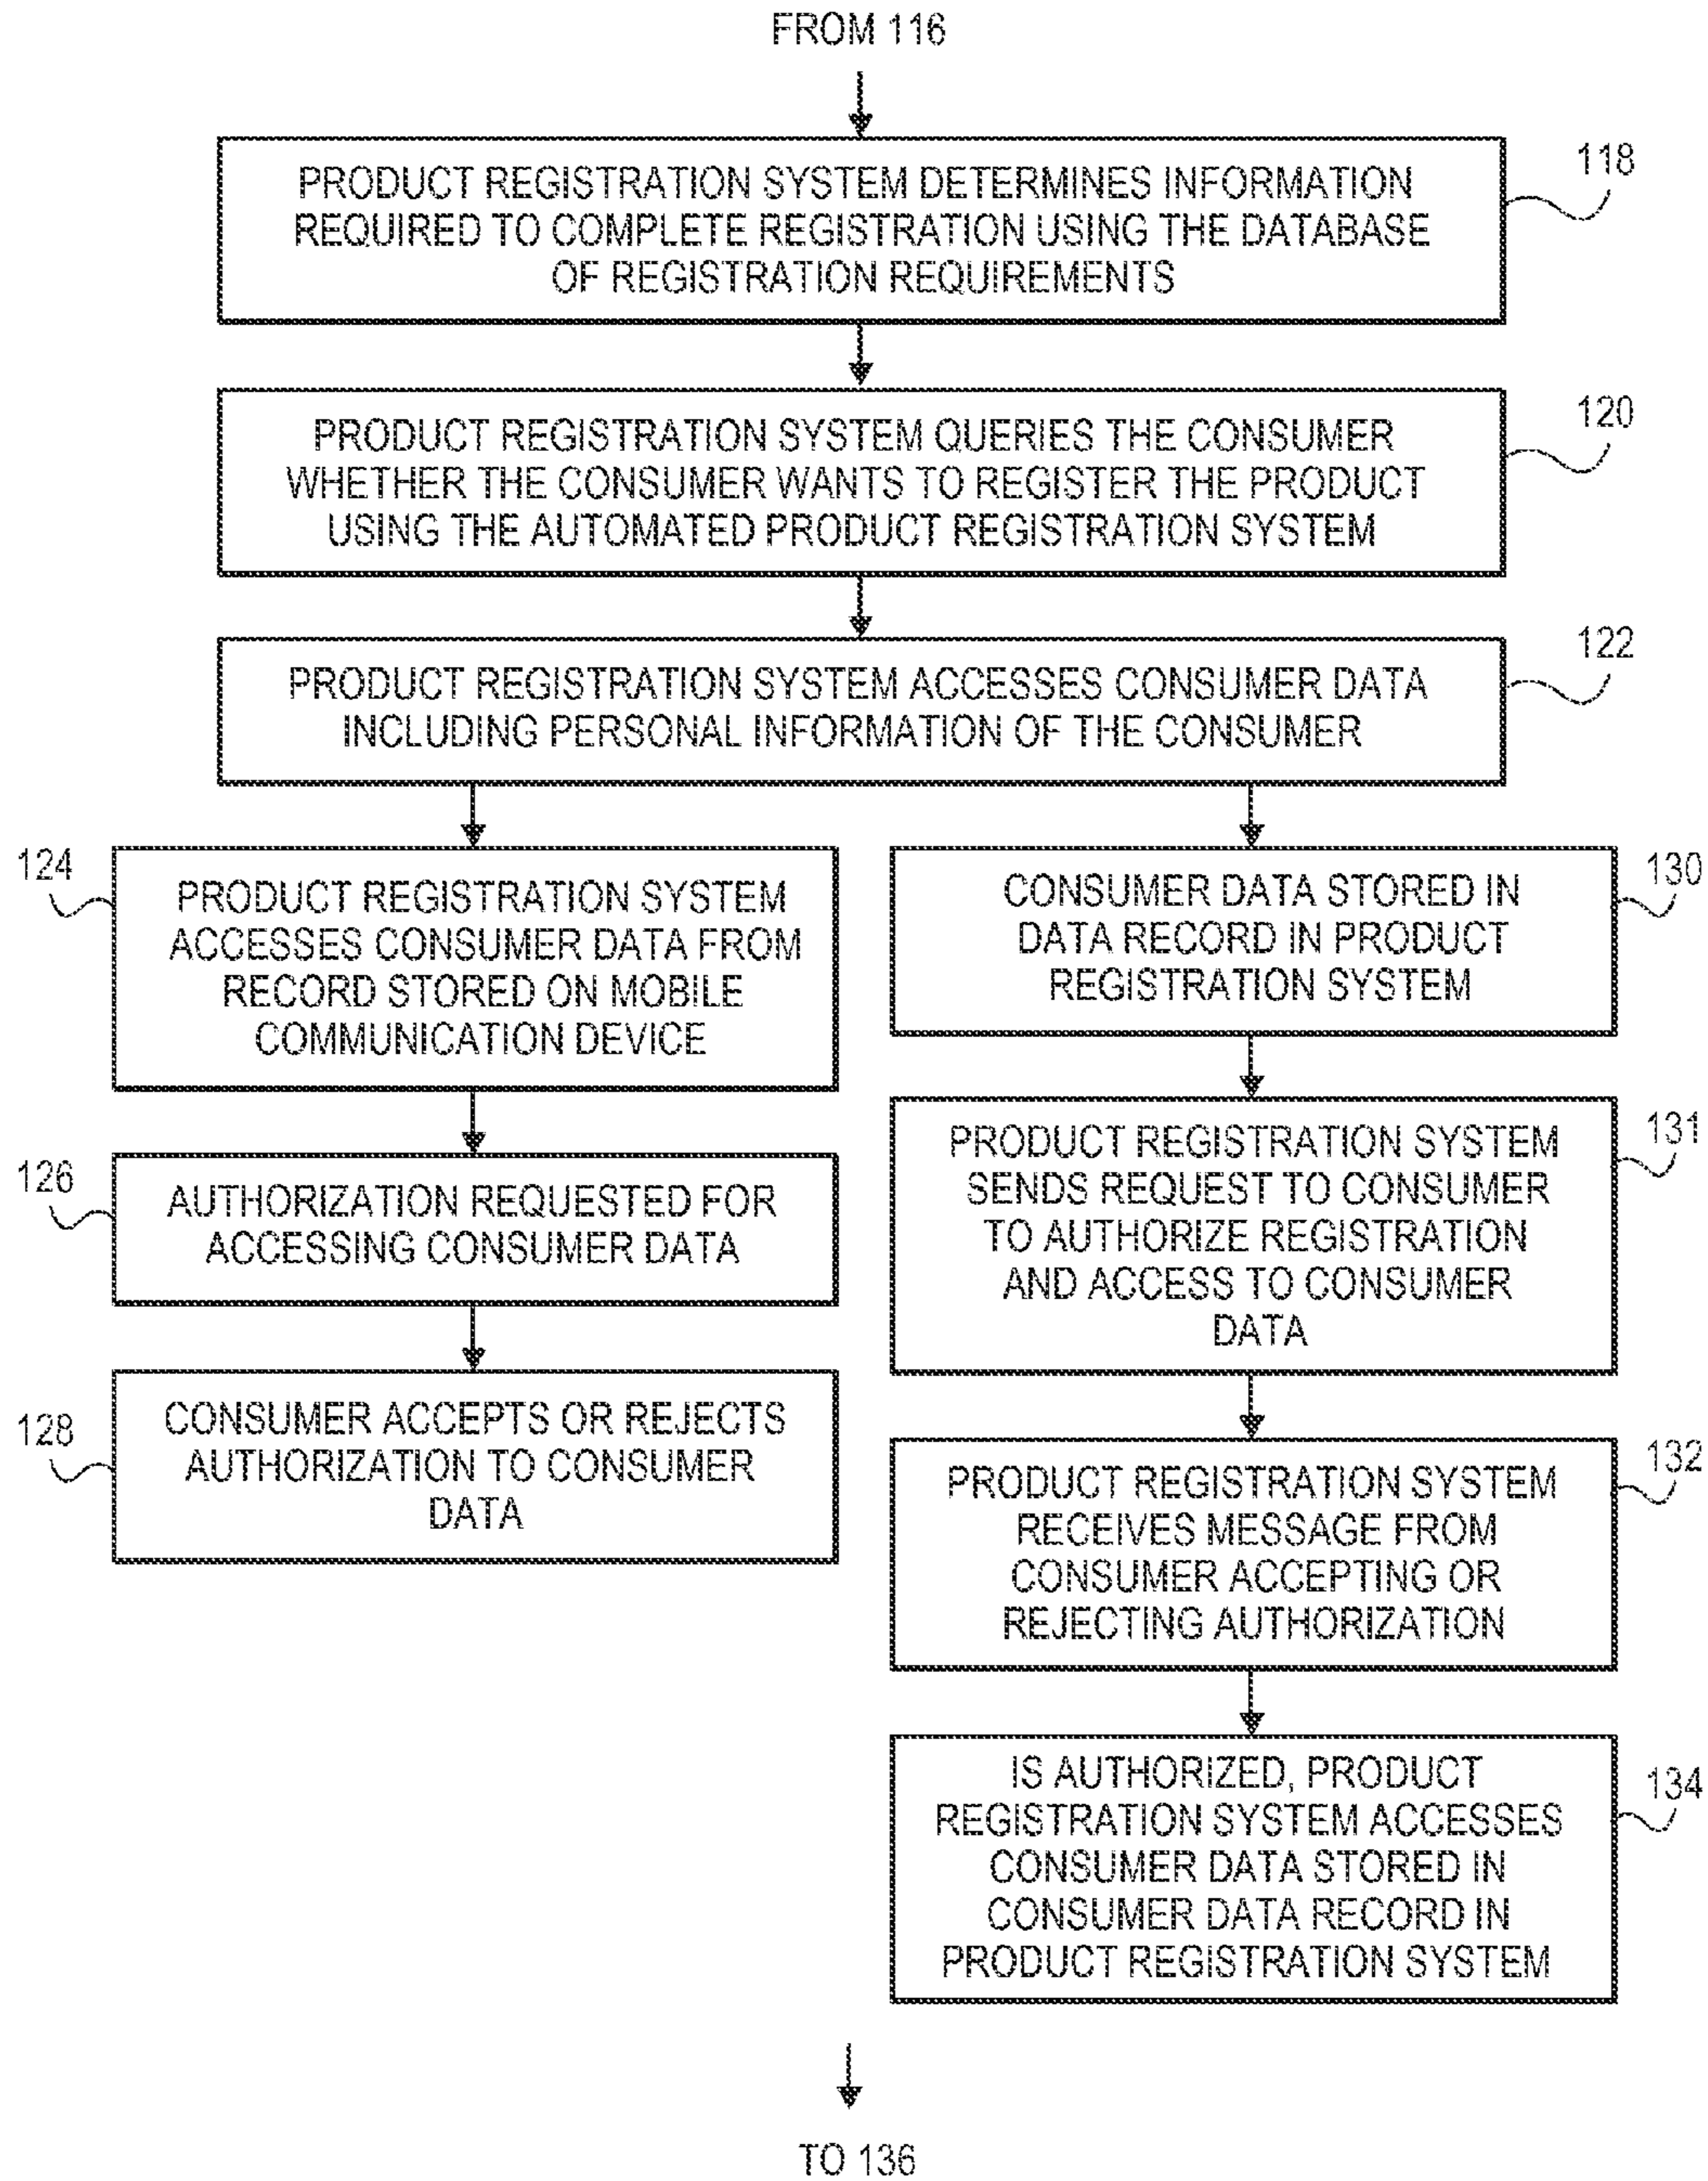 FROM 116
118
PRODUCT REGISTRATION SYSTEM DETERMINES INFORMATION
REQUIRED TO COMPLETE REGISTRATION USING THE DATABASE
OF REGISTRATION REQUIREMENTS
120
PRODUCT REGISTRATION SYSTEM QUERIES THE CONSUMER
WHETHER THE CONSUMER WANTS TO REGISTER THE PRODUCT
USING THE AUTOMATED PRODUCT REGISTRATION SYSTEM
122
PRODUCT REGISTRATION SYSTEM ACCESSES CONSUMER DATA
INCLUDING PERSONAL INFORMATION OF THE CONSUMER
124
PRODUCT REGISTRATION SYSTEM
ACCESSES CONSUMER DATA FROM
RECORD STORED ON MOBILE
COMMUNICATION DEVICE
126
AUTHORIZATION REQUESTED FOR
ACCESSING CONSUMER DATA
128
CONSUMER ACCEPTS OR REJECTS
AUTHORIZATION TO CONSUMER
DATA
130
CONSUMER DATA STORED IN
DATA RECORD IN PRODUCT
REGISTRATION SYSTEM
131
PRODUCT REGISTRATION SYSTEM
SENDS REQUEST TO CONSUMER
TO AUTHORIZE REGISTRATION
AND ACCESS TO CONSUMER
DATA
132
PRODUCT REGISTRATION SYSTEM
RECEIVES MESSAGE FROM
CONSUMER ACCEPTING OR
REJECTING AUTHORIZATION
134
IS AUTHORIZED, PRODUCT
REGISTRATION SYSTEM ACCESSES
CONSUMER DATA STORED IN
CONSUMER DATA RECORD IN
PRODUCT REGISTRATION SYSTEM
TO 136